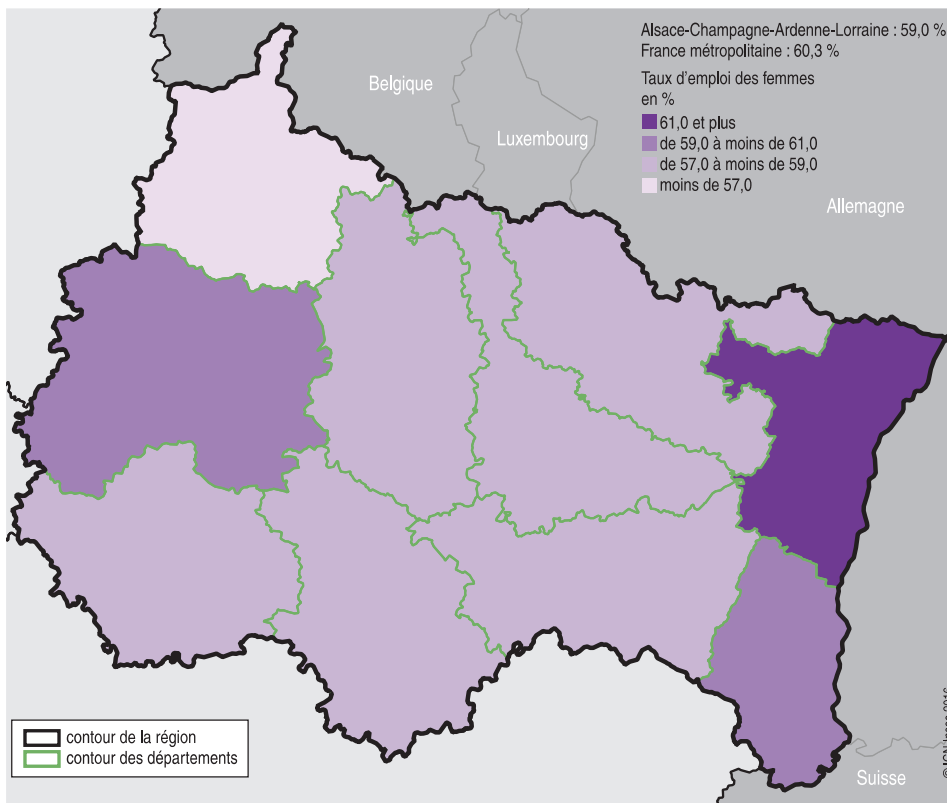 Alsace-Champagne-Ardenne-Lorraine : 59,0 %
France métropolitaine : 60,3 %
Taux d'emploi des femmes
en %
61,0 et plus
de 59,0 à moins de 61,0
de 57,0 à moins de 59,0
moins de 57,0
Belgique
Luxembourg
Allemagne
Suisse
contour de la région
contour des départements